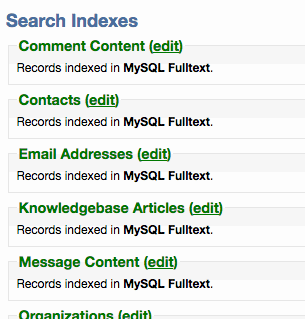 Search Indexes
Comment Content (edit)
Records indexed in MySQL Fulltext.
Contacts (edit)
Records indexed in MySQL Fulltext.
Email Addresses (edit)
Records indexed in MySQL Fulltext.
Knowledgebase Articles (edit)
Records indexed in MySQL Fulltext.
Message Content (edit)
Records indexed in MySQL Fulltext.
Organizations (edit)